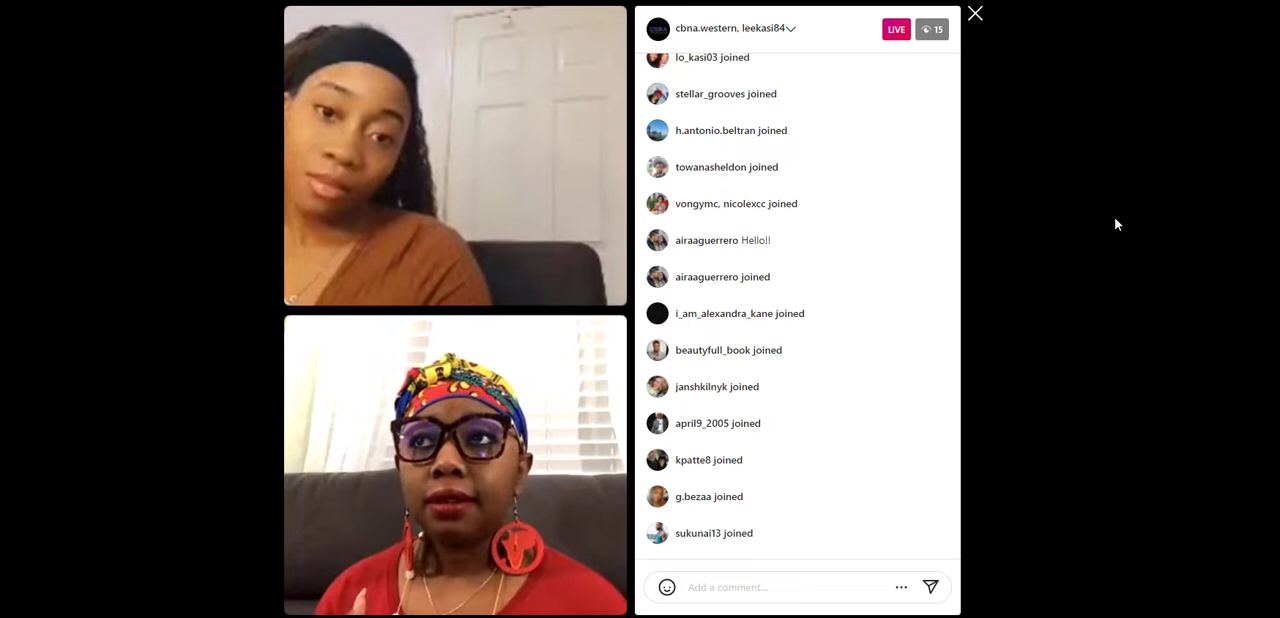 cbna.western, leekasi84
LIVE
15
lo_kasi03 joined
stellar_grooves joined
h.antonio.beltran joined
towanasheldon joined
vongymc, nicolexcc joined
airaaguerrero Hello!!
airaaguerrero joined
i_am_alexandra_kane joined
beautyfull_book joined
janshkilnyk joined
april9_2005 joined
kpatte8 joined
g.bezaa joined
sukunai13 joined
Add a comment...